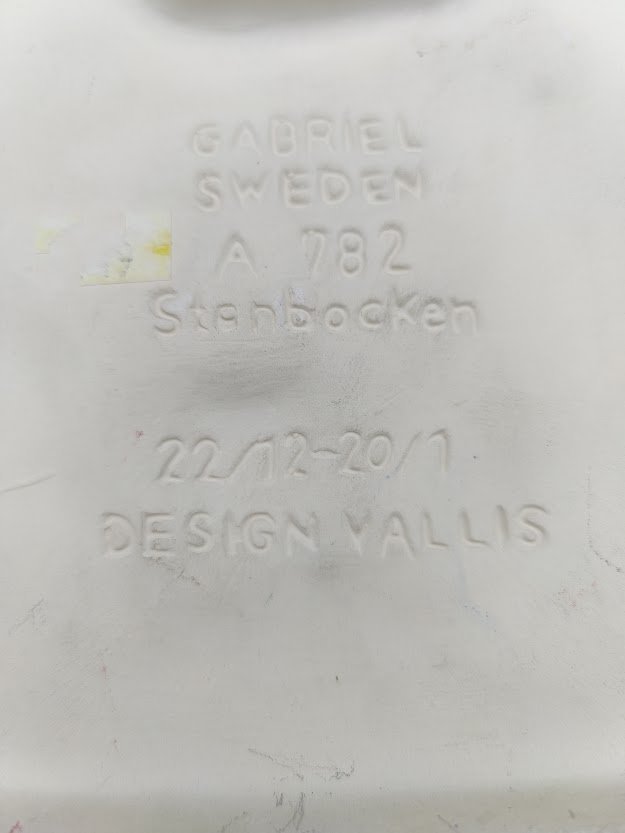 GABRIEL
SWEDEN
A 782
Stenbocken
22/12-20/1
DESIGN VALLIS